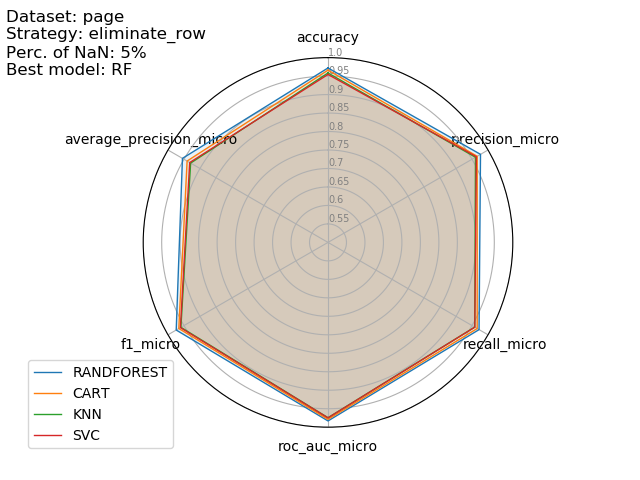 Dataset: page
Strategy: eliminate_row
Perc. of NaN: 5%
Best model: RF
accuracy
1.0
0.95
0.9
0.85
0.8
0.75
0.7
0.65
0.6
0.55
average_precision_micro
precision_micro
f1_micro
recall_micro
roc_auc_micro
RANDFOREST
CART
KNN
SVC